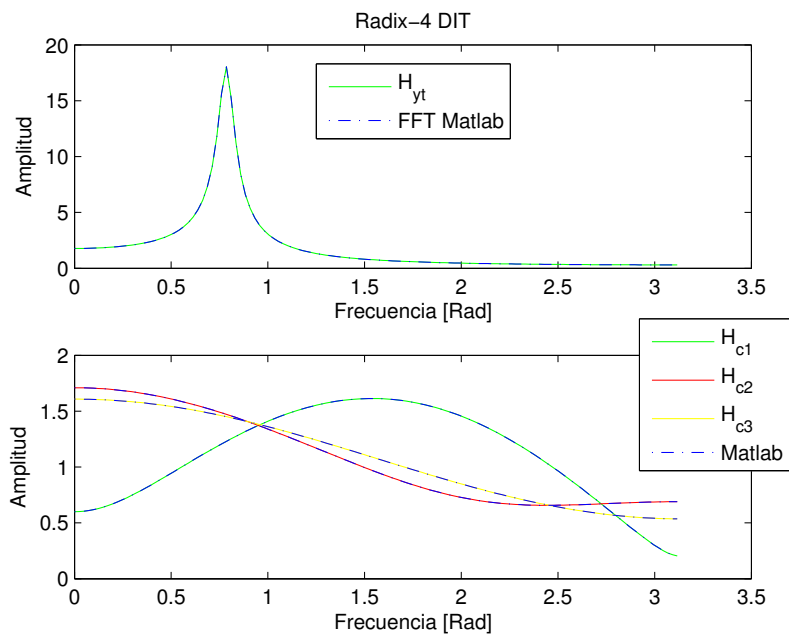 Radix-4 DIT
20
15
10
5
0
Amplitud
H_yt
FFT Matlab
0 0.5 1 1.5 2 2.5 3 3.5
Frecuencia [Rad]
2
1.5
1
0.5
0
Amplitud
H_c1
H_c2
H_c3
Matlab
0 0.5 1 1.5 2 2.5 3 3.5
Frecuencia [Rad]